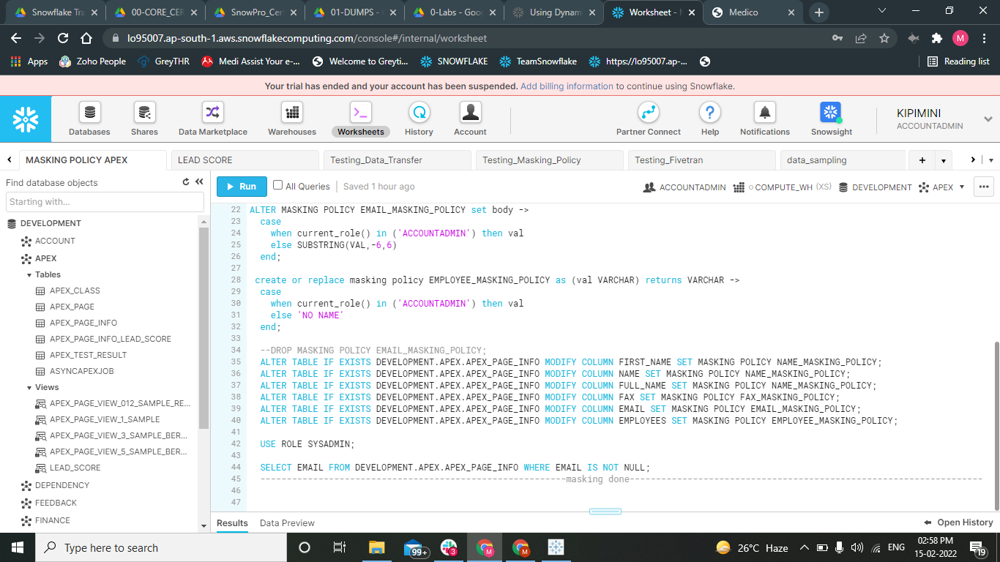 Snowflake Tra
00-CORE_CER
SnowPro_Cer
01-DUMPS -
0-Labs - Goo
Using Dynam
Worksheet -
Medico
lo95007.ap-south-1.aws.snowflakecomputing.com/console#/internal/worksheet
M
Apps
Zoho People
GreyTHR
Medi Assist Your e-...
Welcome to Greyti...
SNOWFLAKE
TeamSnowflake
https://lo95007.ap-...
Reading list
Your trial has ended and your account has been suspended. Add billing information to continue using Snowflake.
Databases
Shares
Data Marketplace
Warehouses
Worksheets
History
Account
Partner Connect
Help
Notifications
Snowsight
KIPIMINI
ACCOUNTADMIN
MASKING POLICY APEX
LEAD SCORE
Testing_Data_Transfer
Testing_Masking_Policy
Testing_Fivetran
data_sampling
Find database objects
Starting with...
Run
All Queries
Saved 1 hour ago
ACCOUNTADMIN
COMPUTE_WH (XS)
DEVELOPMENT
APEX
DEVELOPMENT
ACCOUNT
APEX
Tables
APEX_CLASS
APEX_PAGE
APEX_PAGE_INFO
APEX_PAGE_INFO_LEAD_SCORE
APEX_TEST_RESULT
ASYNCAPEXJOB
Views
APEX_PAGE_VIEW_012_SAMPLE_RE...
APEX_PAGE_VIEW_1_SAMPLE
APEX_PAGE_VIEW_3_SAMPLE_BER...
APEX_PAGE_VIEW_5_SAMPLE_BER...
LEAD_SCORE
DEPENDENCY
FEEDBACK
FINANCE
22 ALTER MASKING POLICY EMAIL_MASKING_POLICY set body ->
23 case
24 when current_role() in ('ACCOUNTADMIN') then val
25 else SUBSTRING(VAL,-6,6)
26 end;
27
28 create or replace masking policy EMPLOYEE_MASKING_POLICY as (val VARCHAR) returns VARCHAR ->
29 case
30 when current_role() in ('ACCOUNTADMIN') then val
31 else 'NO NAME'
32 end;
33
34 --DROP MASKING POLICY EMAIL_MASKING_POLICY;
35 ALTER TABLE IF EXISTS DEVELOPMENT.APEX.APEX_PAGE_INFO MODIFY COLUMN FIRST_NAME SET MASKING POLICY NAME_MASKING_POLICY;
36 ALTER TABLE IF EXISTS DEVELOPMENT.APEX.APEX_PAGE_INFO MODIFY COLUMN NAME SET MASKING POLICY NAME_MASKING_POLICY;
37 ALTER TABLE IF EXISTS DEVELOPMENT.APEX.APEX_PAGE_INFO MODIFY COLUMN FULL_NAME SET MASKING POLICY NAME_MASKING_POLICY;
38 ALTER TABLE IF EXISTS DEVELOPMENT.APEX.APEX_PAGE_INFO MODIFY COLUMN FAX SET MASKING POLICY FAX_MASKING_POLICY;
39 ALTER TABLE IF EXISTS DEVELOPMENT.APEX.APEX_PAGE_INFO MODIFY COLUMN EMAIL SET MASKING POLICY EMAIL_MASKING_POLICY;
40 ALTER TABLE IF EXISTS DEVELOPMENT.APEX.APEX_PAGE_INFO MODIFY COLUMN EMPLOYEES SET MASKING POLICY EMPLOYEE_MASKING_POLICY;
41
42 USE ROLE SYSADMIN;
43
44 SELECT EMAIL FROM DEVELOPMENT.APEX.APEX_PAGE_INFO WHERE EMAIL IS NOT NULL;
45 ----------------------------------------------------------masking done-------------------------------------------------------------------
46
47
Results
Data Preview
Open History
Type here to search
99+
3
M
M
26°C Haze
ENG
02:58 PM
15-02-2022
19